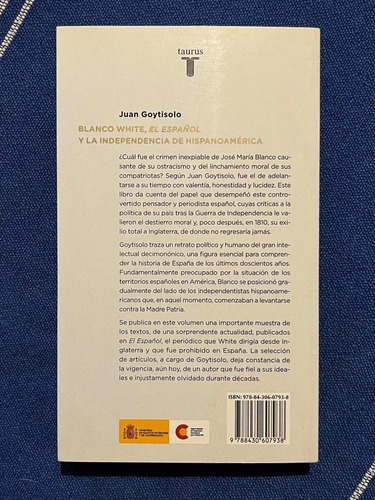 taurus
Juan Goytisolo
BLANCO WHITE, EL ESPAÑOL
Y LA INDEPENDENCIA DE HISPANOAMÉRICA
¿Cuál fue el crimen inexpiable de José María Blanco cau-
sante de su ostracismo y del linchamiento moral de sus
compatriotas? Según Juan Goytisolo, fue el de adelantar-
se a su tiempo con valentía, honestidad y lucidez. Este
libro da cuenta del papel que desempeñó este contro-
vertido pensador y periodista español, cuyas críticas a la
política de su país tras la Guerra de Independencia le va-
lieron el destierro moral y, poco después, en 1810, su exi-
lio total a Inglaterra, de donde no regresaría jamás.
Goytisolo traza un retrato político y humano del gran inte-
lectual decimonónico, una figura esencial para compren-
der la historia de España de los últimos doscientos años.
Fundamentalmente preocupado por la situación de los
territorios españoles en América, Blanco se posicionó gra-
dualmente del lado de los independentistas hispanoame-
ricanos que, en aquel momento, comenzaban a levantarse
contra la Madre Patria.
Se publica en este volumen una importante muestra de
los textos, de una sorprendente actualidad, publicados
en El Español, el periódico que White dirigía desde In-
glaterra y que fue prohibido en España. La selección
de artículos, a cargo de Goytisolo, deja constancia de la
vigencia, aún hoy, de un autor que fue fiel a sus idea-
les e injustamente olvidado durante décadas.
ISBN: 978-84-306-0793-8
9 788430 607938